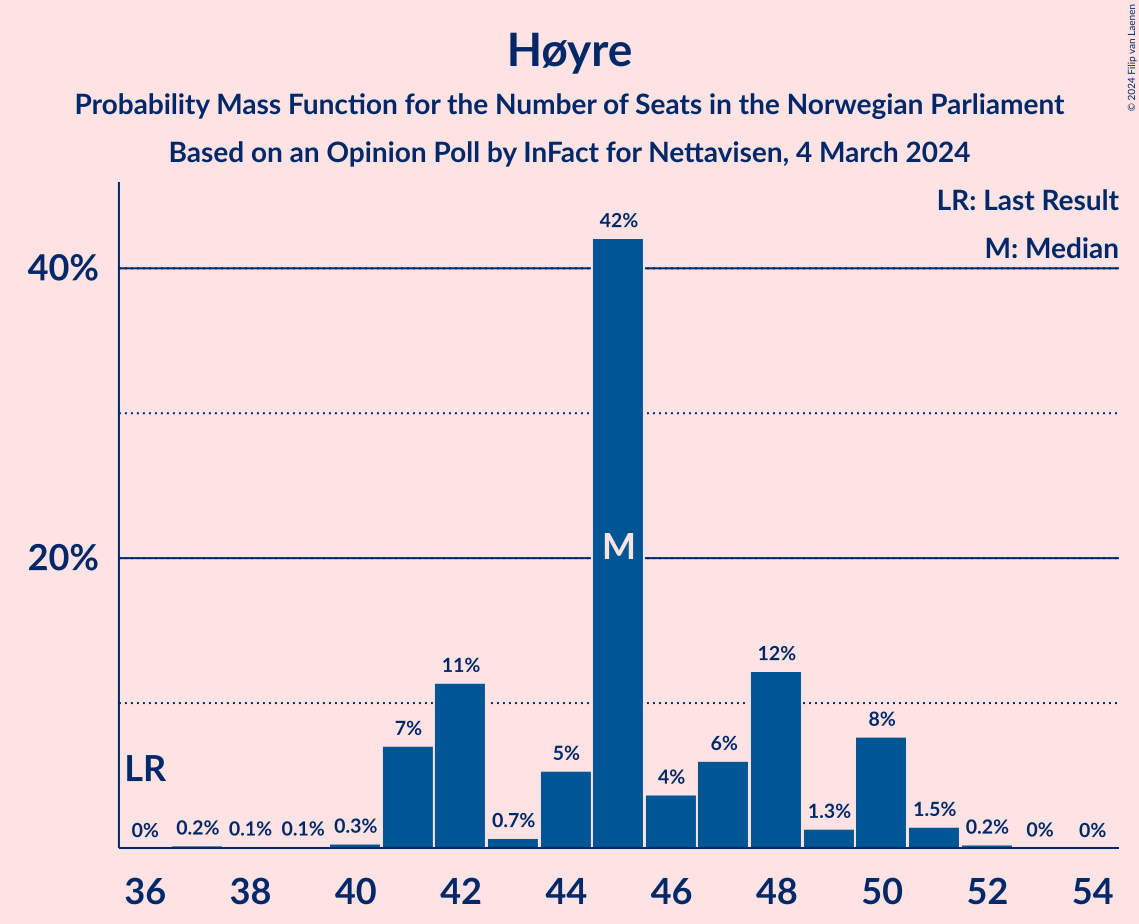 Høyre
Probability Mass Function for the Number of Seats in the Norwegian Parliament
Based on an Opinion Poll by InFact for Nettavisen, 4 March 2024
© 2024 Filip van Laenen
LR: Last Result
M: Median
40%
20%
42%
M
LR
0%
0.2%
0.1%
0.1%
0.3%
7%
11%
0.7%
5%
4%
6%
12%
1.3%
8%
1.5%
0.2%
0%
0%
36 38 40 42 44 46 48 50 52 54